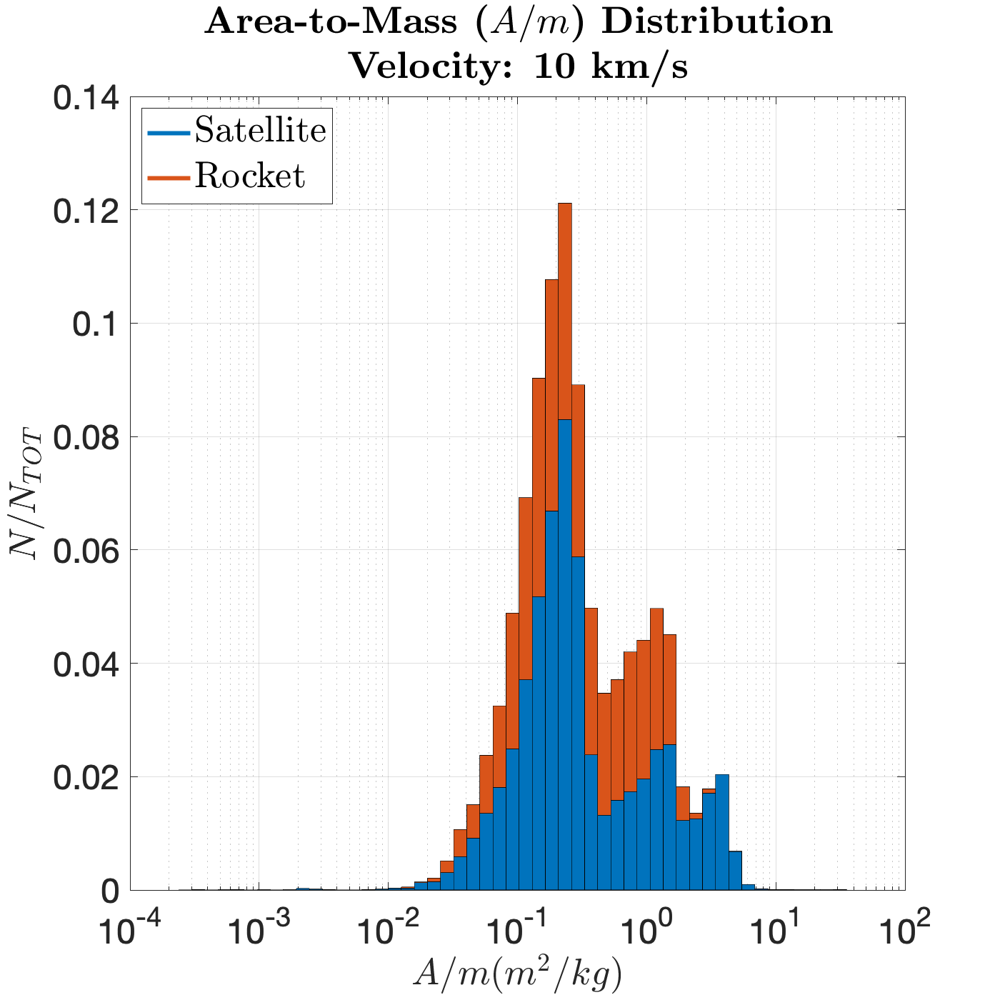 Area-to-Mass (A/m) Distribution
Velocity: 10 km/s
Satellite
Rocket
0.14
0.12
0.1
0.08
0.06
0.04
0.02
0
N/N_{TOT}
10^{-4} 10^{-3} 10^{-2} 10^{-1} 10^{0} 10^{1} 10^{2}
A/m(m^{2}/kg)